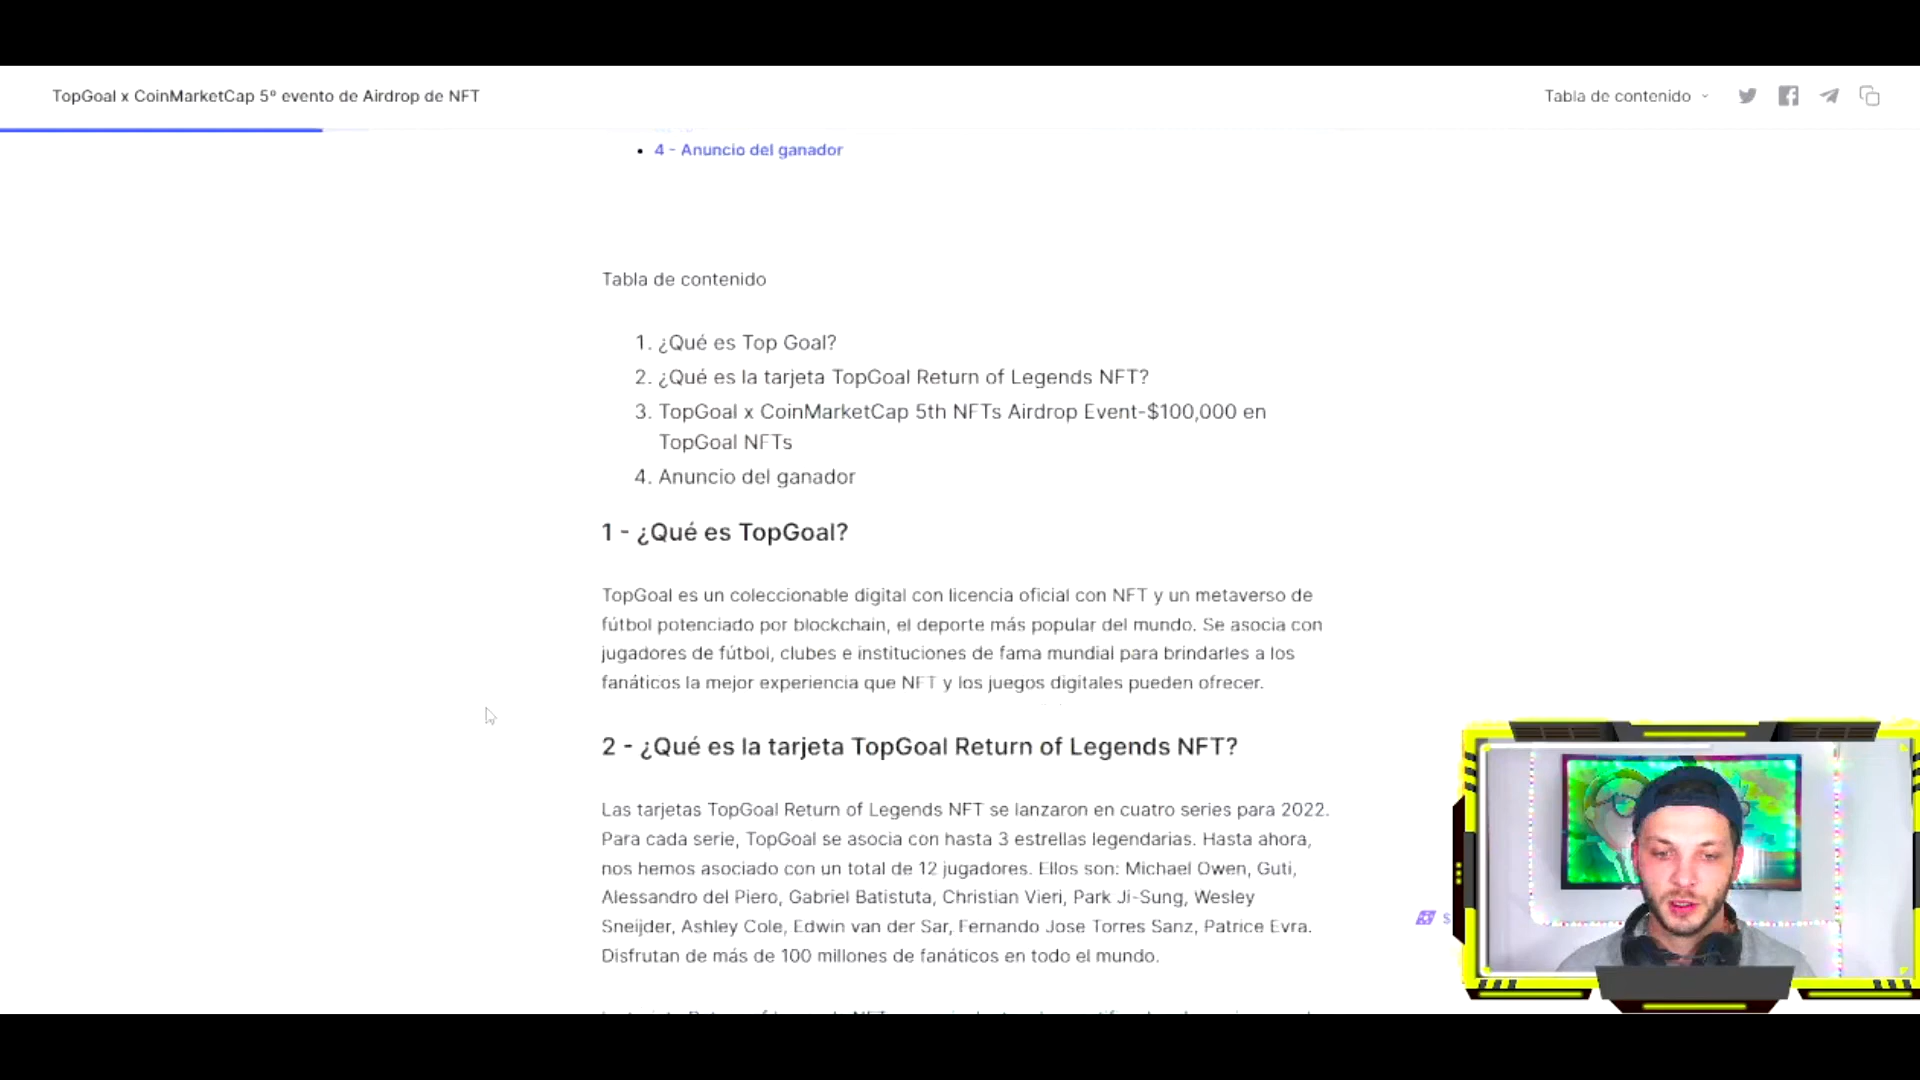 TopGoal x CoinMarketCap 5º evento de Airdrop de NFT
Tabla de contenido
4 - Anuncio del ganador
Tabla de contenido
1. ¿Qué es Top Goal?
2. ¿Qué es la tarjeta TopGoal Return of Legends NFT?
3. TopGoal x CoinMarketCap 5th NFTs Airdrop Event-$100,000 en
TopGoal NFTs
4. Anuncio del ganador
1 - ¿Qué es TopGoal?
TopGoal es un coleccionable digital con licencia oficial con NFT y un metaverso de
fútbol potenciado por blockchain, el deporte más popular del mundo. Se asocia con
jugadores de fútbol, clubes e instituciones de fama mundial para brindarles a los
fanáticos la mejor experiencia que NFT y los juegos digitales pueden ofrecer.
2 - ¿Qué es la tarjeta TopGoal Return of Legends NFT?
Las tarjetas TopGoal Return of Legends NFT se lanzaron en cuatro series para 2022.
Para cada serie, TopGoal se asocia con hasta 3 estrellas legendarias. Hasta ahora,
nos hemos asociado con un total de 12 jugadores. Ellos son: Michael Owen, Guti,
Alessandro del Piero, Gabriel Batistuta, Christian Vieri, Park Ji-Sung, Wesley
Sneijder, Ashley Cole, Edwin van der Sar, Fernando Jose Torres Sanz, Patrice Evra.
Disfrutan de más de 100 millones de fanáticos en todo el mundo.
$